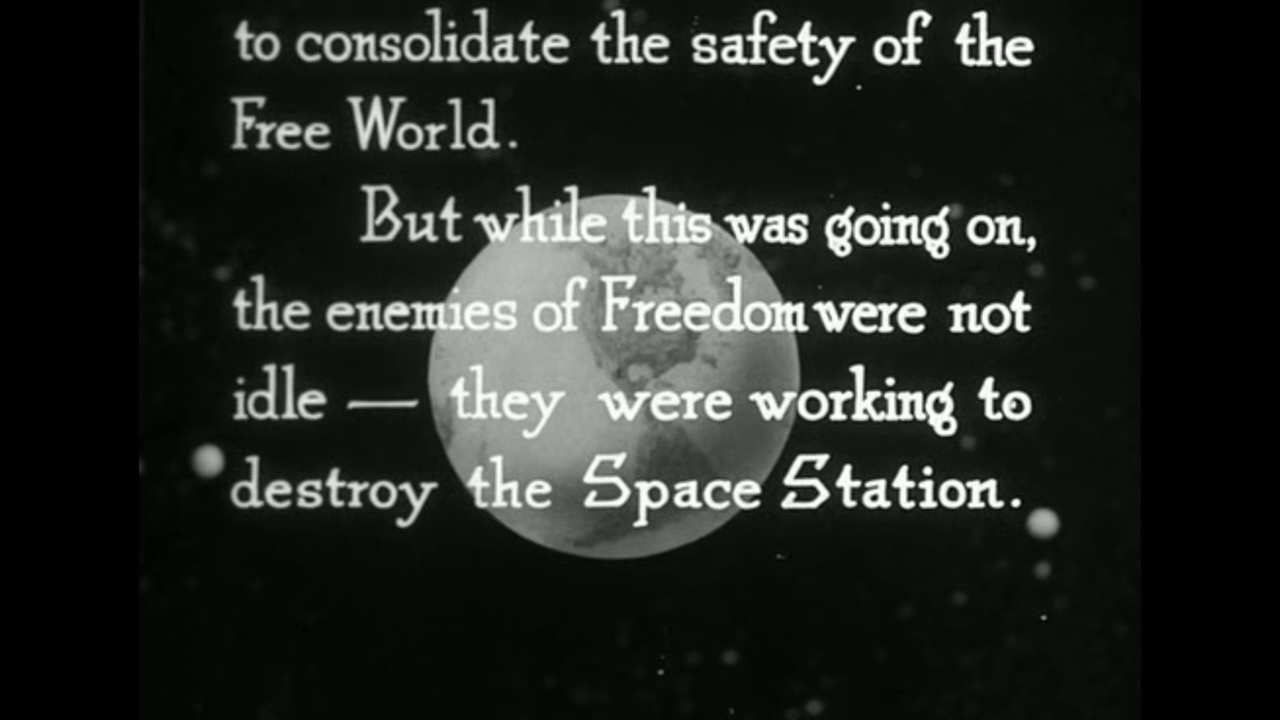 to consolidate the safety of the
Free World.
But while this was going on,
the enemies of Freedom were not
idle — they were working to
destroy the Space Station.